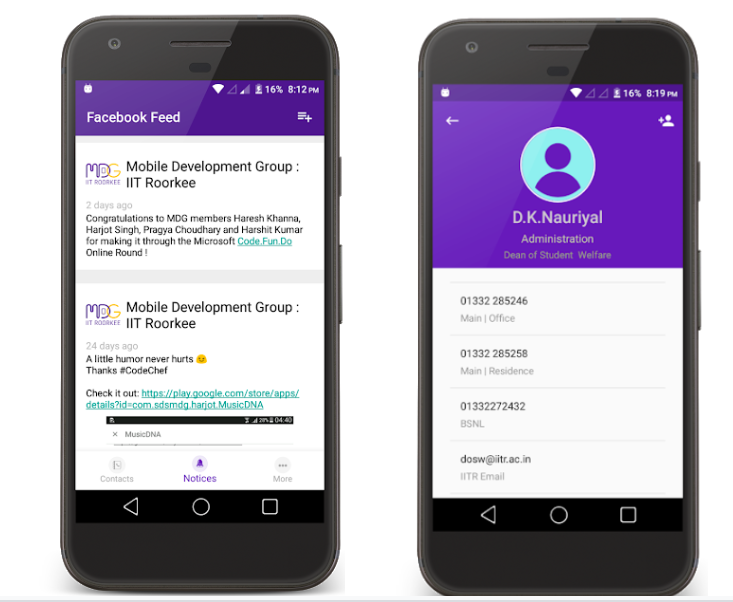 16% 8:12 PM
Facebook Feed
MDG
IIT ROORKEE
Mobile Development Group :
IIT Roorkee
2 days ago
Congratulations to MDG members Haresh Khanna,
Harjot Singh, Pragya Choudhary and Harshit Kumar
for making it through the Microsoft Code.Fun.Do
Online Round !
MDG
IIT ROORKEE
Mobile Development Group :
IIT Roorkee
24 days ago
A little humor never hurts 😊
Thanks #CodeChef
Check it out: https://play.google.com/store/apps/
details?id=com.sdsmdg.harjot.MusicDNA
28% 04:40
× MusicDNA
Contacts
Notices
More
16% 8:19 PM
D.K.Nauriyal
Administration
Dean of Student Welfare
01332 285246
Main | Office
01332 285258
Main | Residence
01332272432
BSNL
dosw@iitr.ac.in
IITR Email